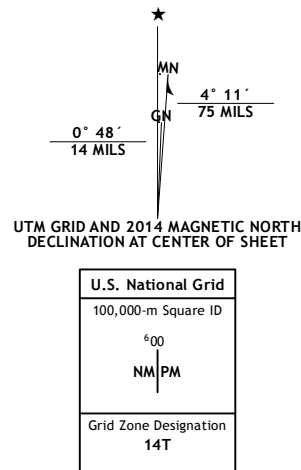 ★
MN
4° 11´
75 MILS
GN
0° 48´
14 MILS
UTM GRID AND 2014 MAGNETIC NORTH
DECLINATION AT CENTER OF SHEET
U.S. National Grid
100,000-m Square ID
⁶00
NM PM
Grid Zone Designation
14T